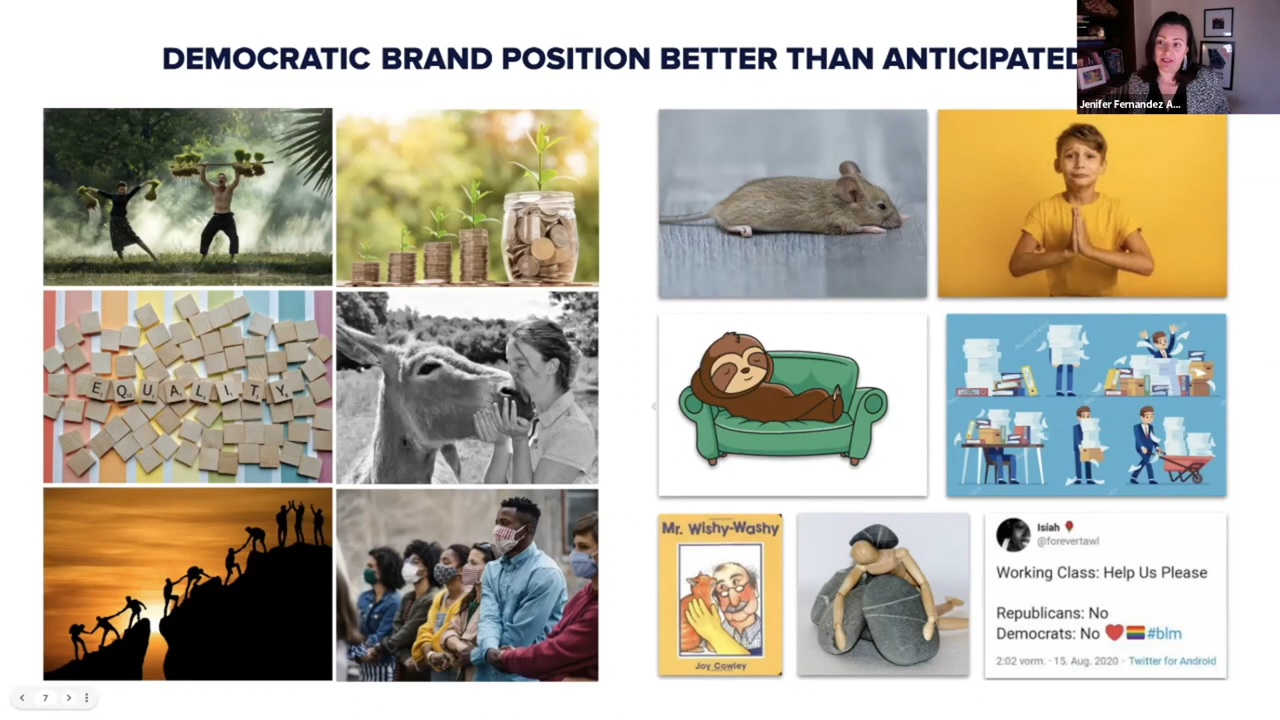 DEMOCRATIC BRAND POSITION BETTER THAN ANTICIPATED
Jenifer Fernandez A...
EQUALITY
Mr. Wishy-Washy
Joy Cowley
Isiah 🌹
@forevertawl
Working Class: Help Us Please
Republicans: No
Democrats: No ❤️🏳️‍🌈#blm
2:02 vorm. · 15. Aug. 2020 · Twitter for Android
7